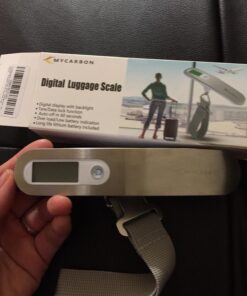 MYCARBON
Digital Luggage Scale
• Digital display with backlight
• Tare/Data lock function
• Auto off in 60 seconds
• Over-load/Low battery indication
• Long life lithium battery included